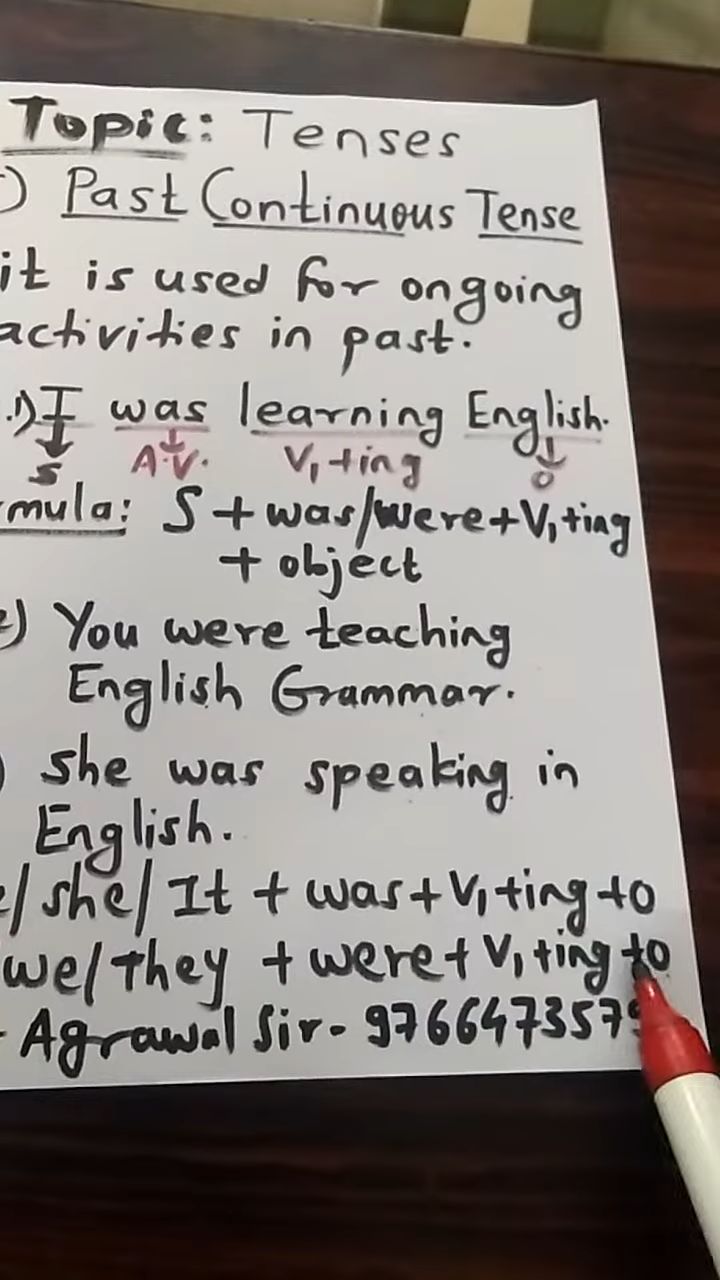 Topic: Tenses
) Past Continuous Tense
it is used for ongoing
activities in past.
.1) I was learning English.
S A.V. V1+ing O
mula: S + was/were + V1+ing
+ object
) You were teaching
English Grammar.
) She was speaking in
English.
e/ she/ It + was + V1+ing + O
we/ They + were + V1+ing + O
- Agrawal Sir - 976647357